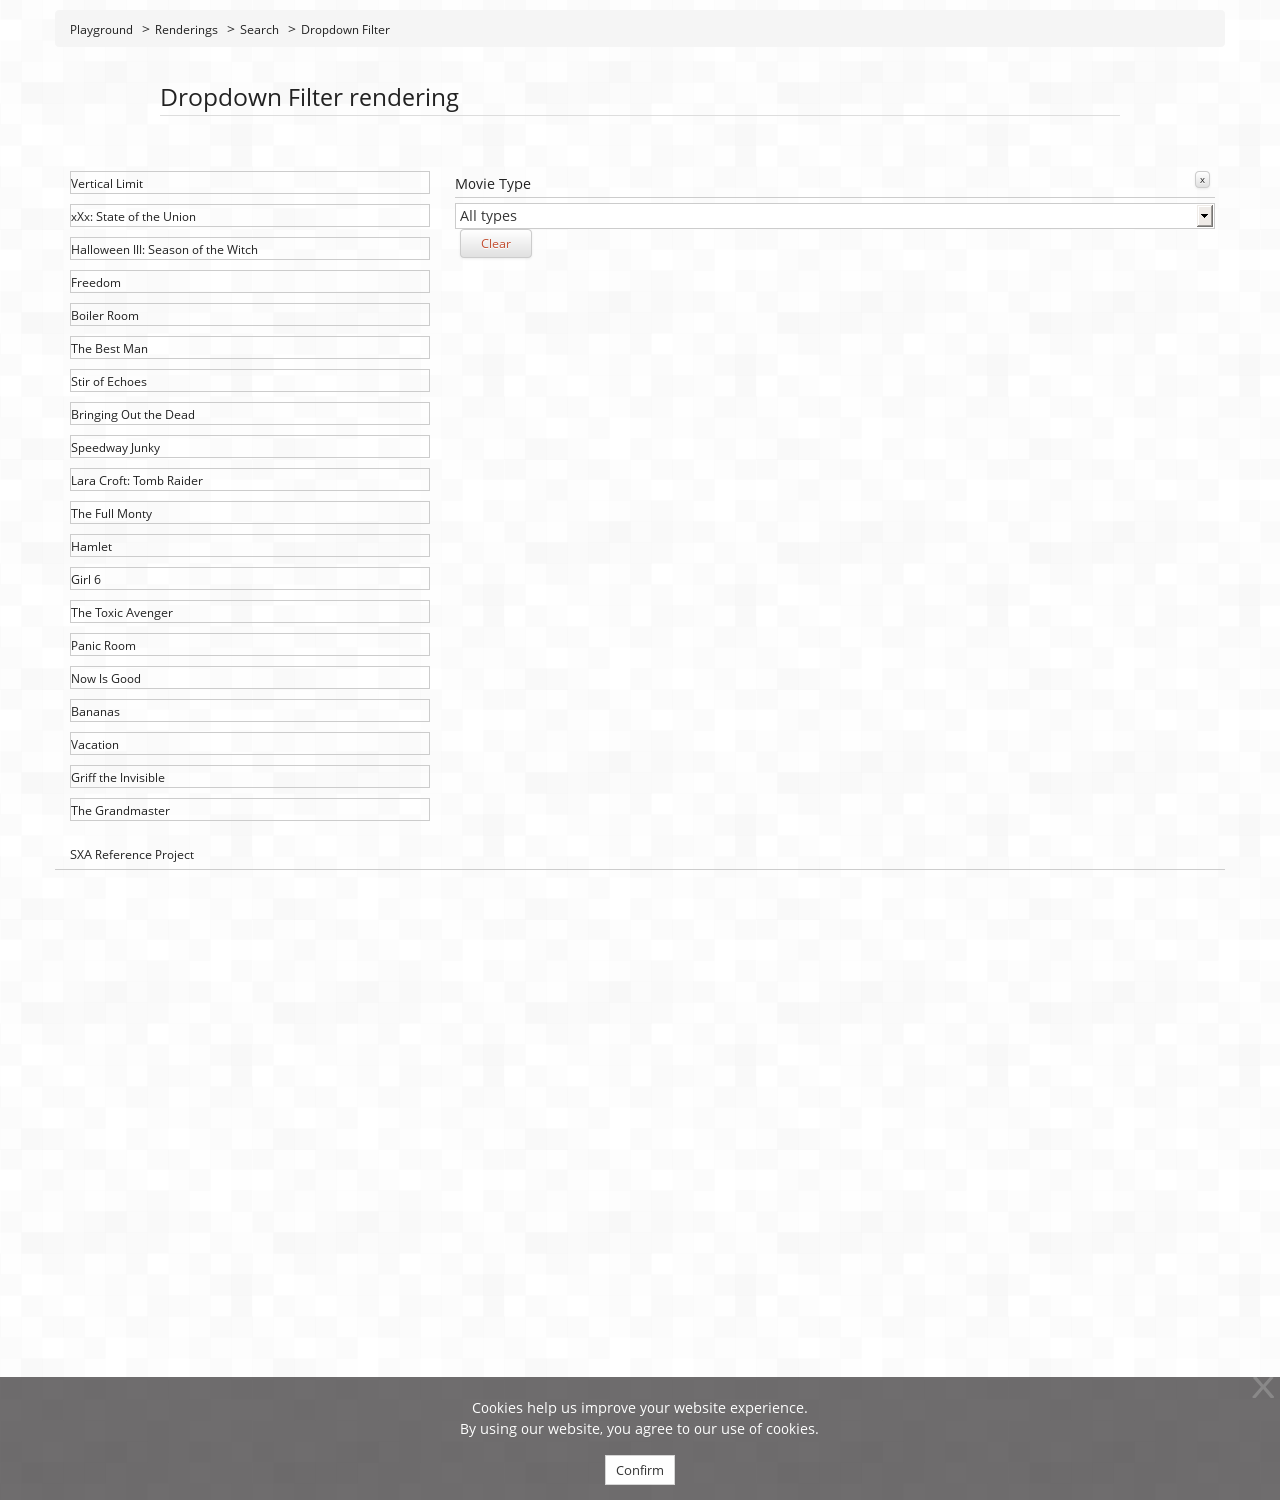 Playground > Renderings > Search > Dropdown Filter
Dropdown Filter rendering
Vertical Limit
xXx: State of the Union
Halloween III: Season of the Witch
Freedom
Boiler Room
The Best Man
Stir of Echoes
Bringing Out the Dead
Speedway Junky
Lara Croft: Tomb Raider
The Full Monty
Hamlet
Girl 6
The Toxic Avenger
Panic Room
Now Is Good
Bananas
Vacation
Griff the Invisible
The Grandmaster
Movie Type
x
All types
Clear
SXA Reference Project
Cookies help us improve your website experience.
By using our website, you agree to our use of cookies.
Confirm